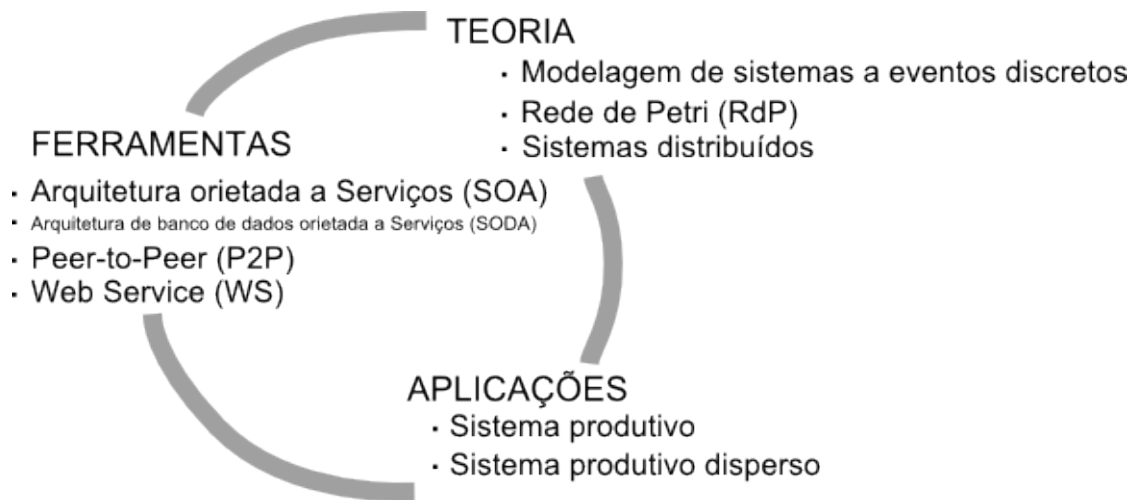 TEORIA
· Modelagem de sistemas a eventos discretos
· Rede de Petri (RdP)
· Sistemas distribuídos
FERRAMENTAS
· Arquitetura orietada a Serviços (SOA)
· Arquitetura de banco de dados orietada a Serviços (SODA)
· Peer-to-Peer (P2P)
· Web Service (WS)
APLICAÇÕES
· Sistema produtivo
· Sistema produtivo disperso